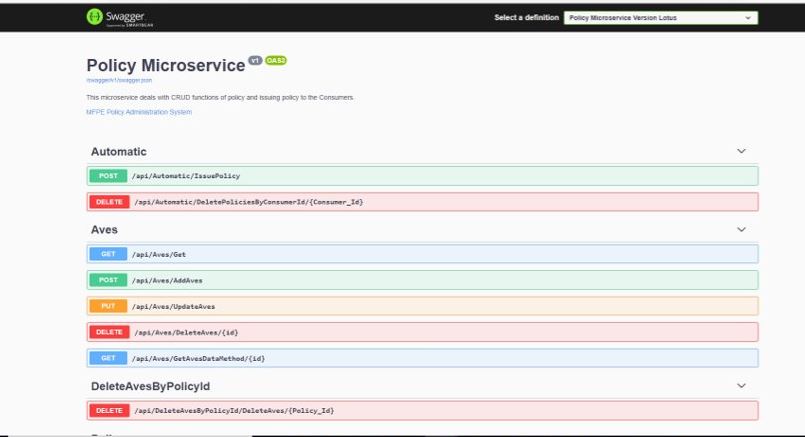 Swagger
Supported by SMARTBEAR
Select a definition
Policy Microservice Version Lotus
Policy Microservice v1 OAS3
/swagger/v1/swagger.json
This microservice deals with CRUD functions of policy and issuing policy to the Consumers.
MFPE Policy Administration System
Automatic
POST /api/Automatic/IssuePolicy
DELETE /api/Automatic/DeletePoliciesByConsumerId/{Consumer_Id}
Aves
GET /api/Aves/Get
POST /api/Aves/AddAves
PUT /api/Aves/UpdateAves
DELETE /api/Aves/DeleteAves/{id}
GET /api/Aves/GetAvesDataMethod/{id}
DeleteAvesByPolicyId
DELETE /api/DeleteAvesByPolicyId/DeleteAves/{Policy_Id}